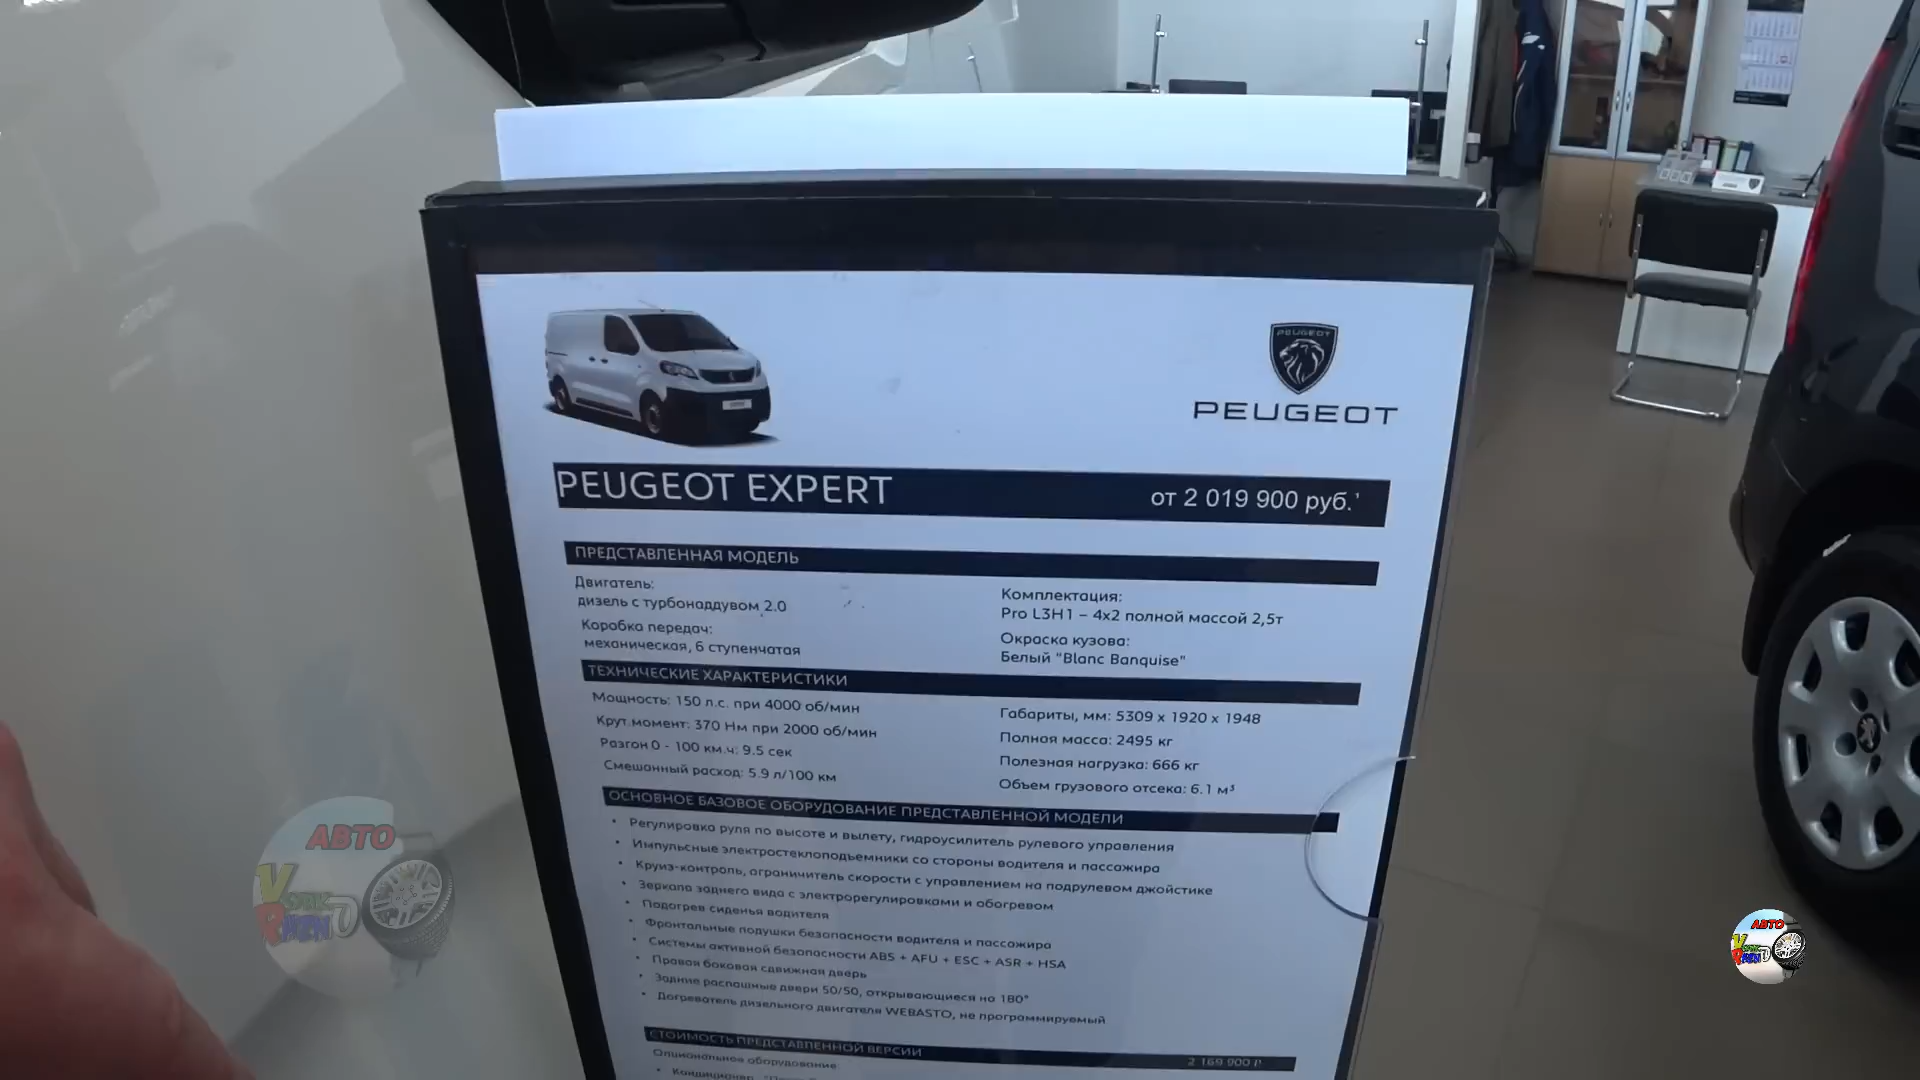 PEUGEOT
PEUGEOT
PEUGEOT EXPERT
от 2 019 900 руб.¹
ПРЕДСТАВЛЕННАЯ МОДЕЛЬ
Двигатель:
дизель с турбонаддувом 2.0
Коробка передач:
механическая, 6 ступенчатая
Комплектация:
Pro L3H1 – 4x2 полной массой 2,5т
Окраска кузова:
Белый "Blanc Banquise"
ТЕХНИЧЕСКИЕ ХАРАКТЕРИСТИКИ
Мощность: 150 л.с. при 4000 об/мин
Крут.момент: 370 Нм при 2000 об/мин
Разгон 0 - 100 км.ч: 9.5 сек
Смешанный расход: 5.9 л/100 км
Габариты, мм: 5309 x 1920 x 1948
Полная масса: 2495 кг
Полезная нагрузка: 666 кг
Объем грузового отсека: 6.1 м³
ОСНОВНОЕ БАЗОВОЕ ОБОРУДОВАНИЕ ПРЕДСТАВЛЕННОЙ МОДЕЛИ
• Регулировка руля по высоте и вылету, гидроусилитель рулевого управления
• Импульсные электростеклоподъемники со стороны водителя и пассажира
• Круиз-контроль, ограничитель скорости с управлением на подрулевом джойстике
• Зеркала заднего вида с электрорегулировками и обогревом
• Подогрев сиденья водителя
• Фронтальные подушки безопасности водителя и пассажира
• Системы активной безопасности ABS + AFU + ESC + ASR + HSA
• Правая боковая сдвижная дверь
• Задние распашные двери 50/50, открывающиеся на 180°
• Догреватель дизельного двигателя WEBASTO, не программируемый
СТОИМОСТЬ ПРЕДСТАВЛЕННОЙ ВЕРСИИ
2 169 900
Опциональное оборудование
• Кондиционер
АВТО
АВТО